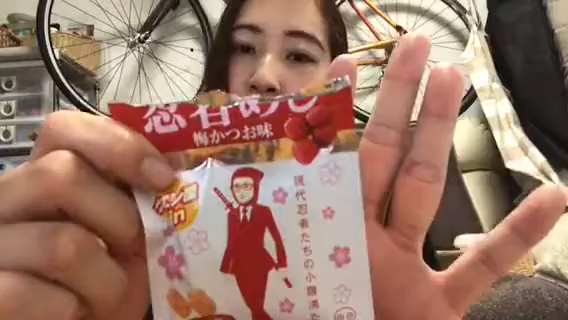 忍者めし
梅かつお味
現代忍者たちの小腹満た